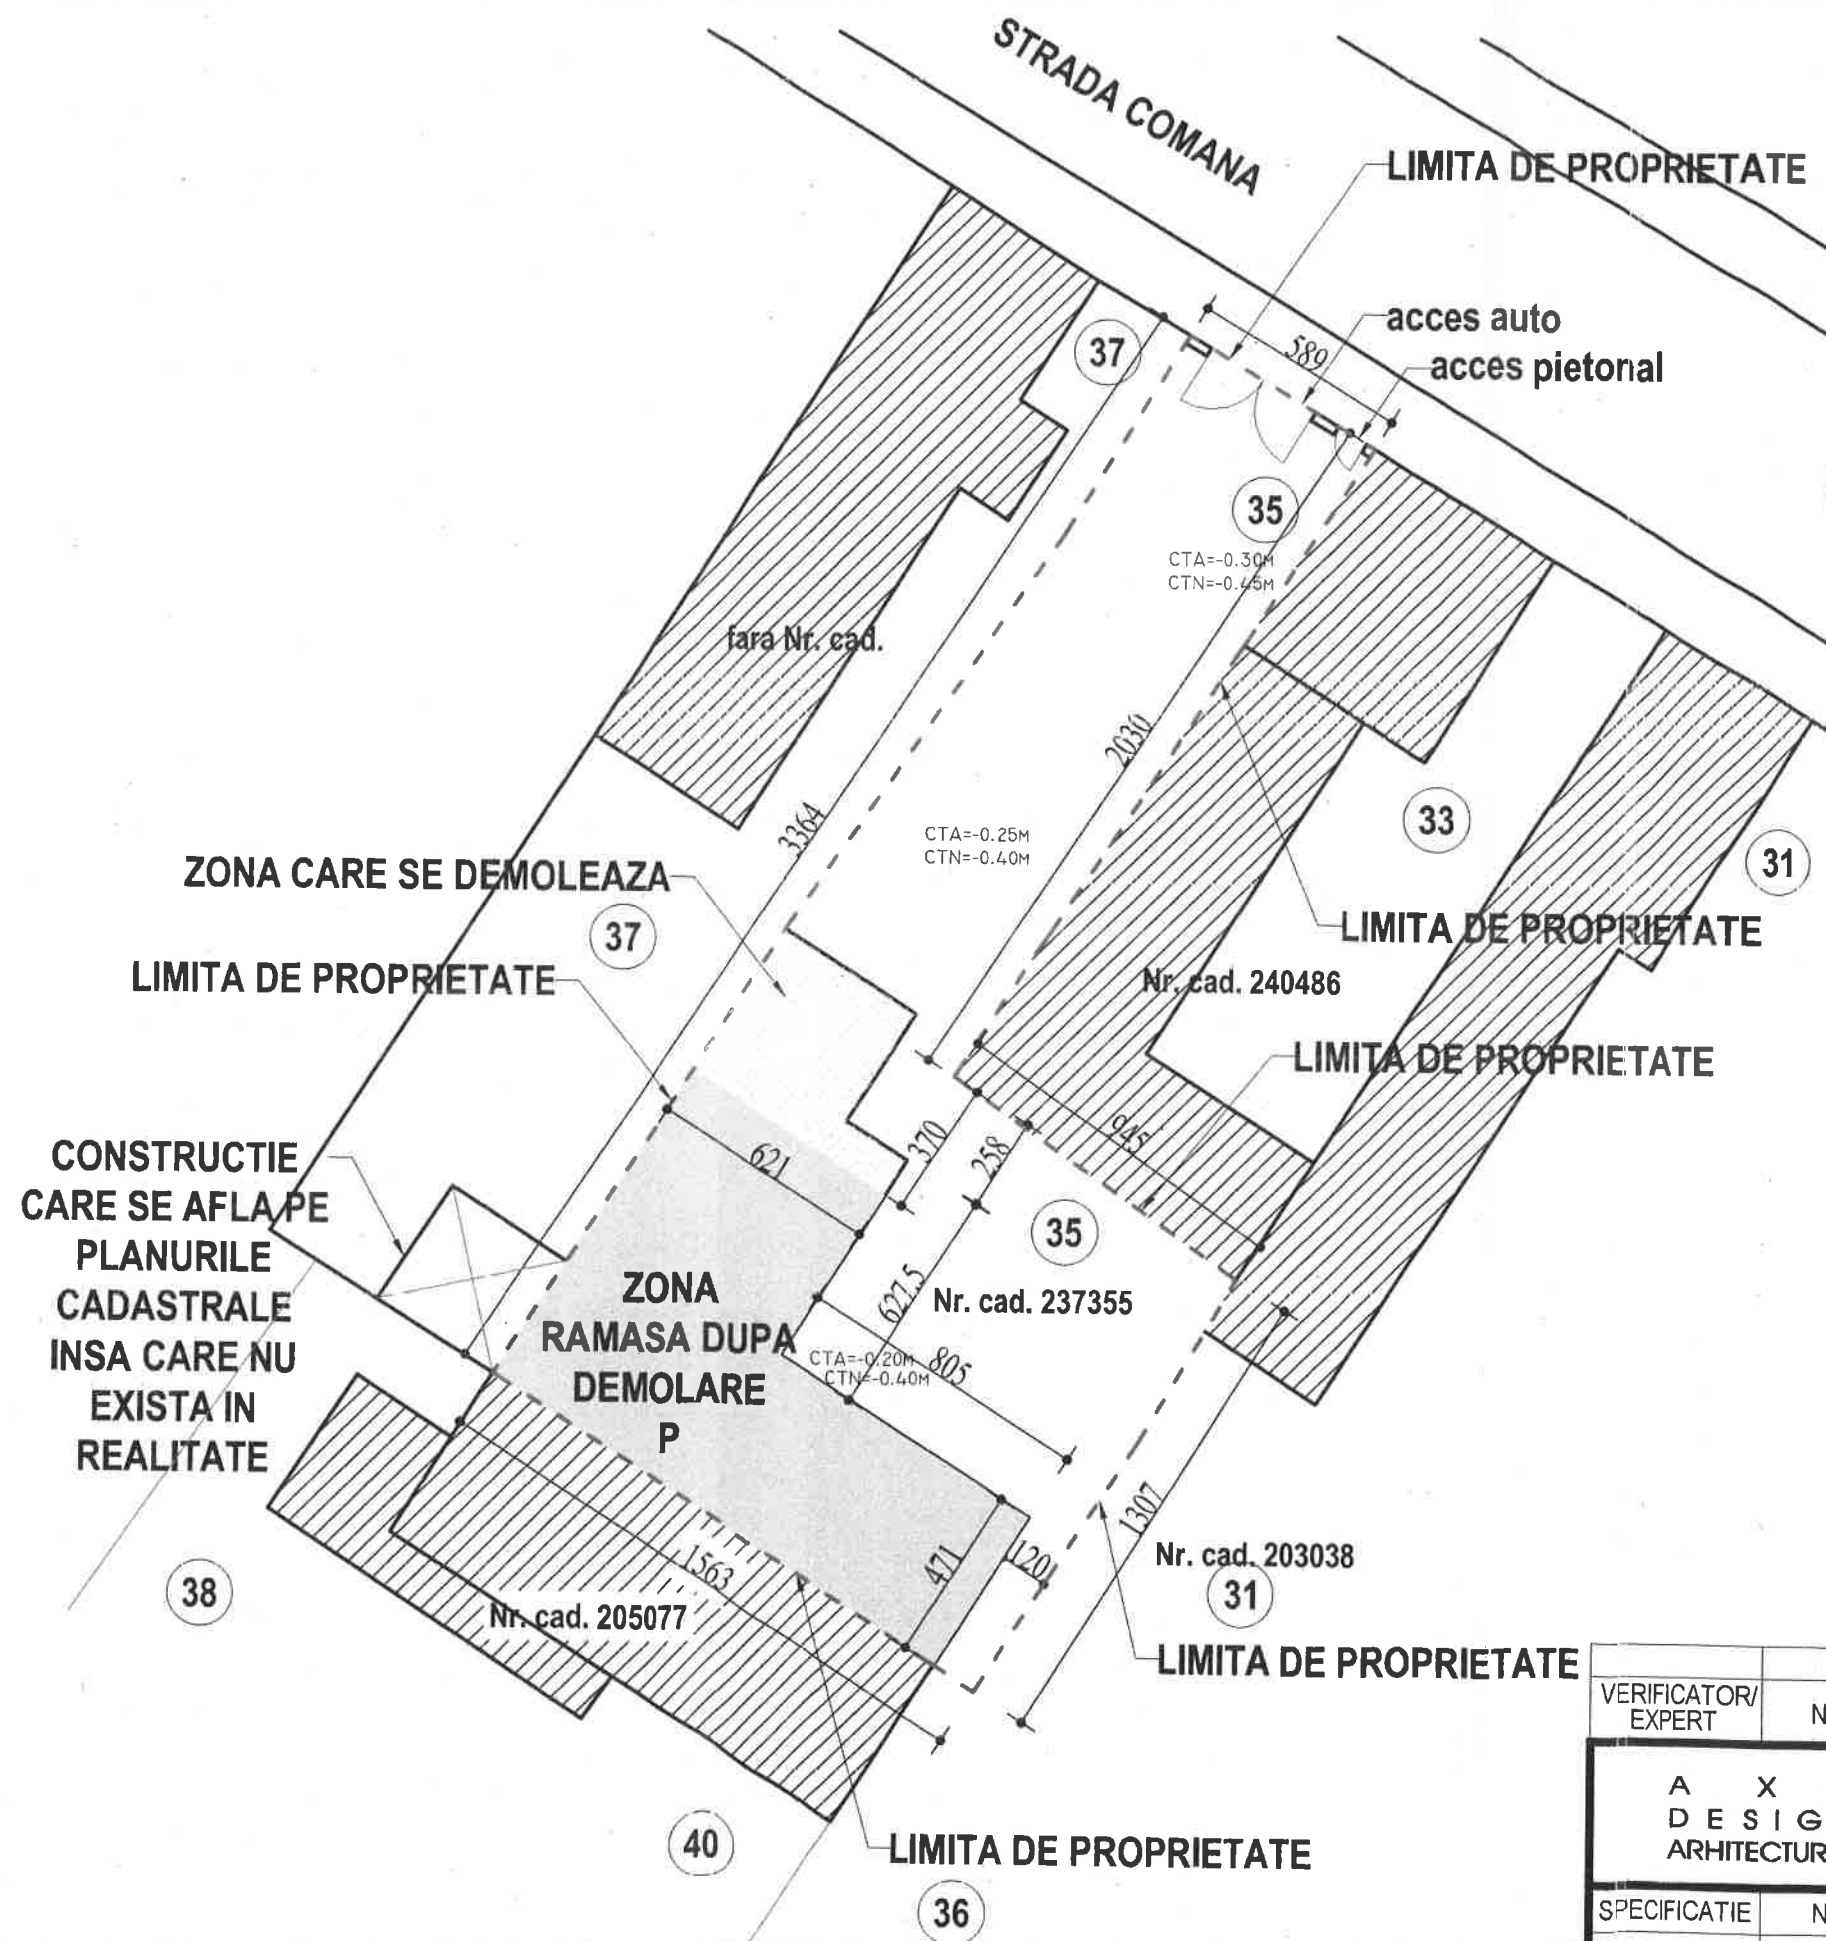 STRADA COMANA
LIMITA DE PROPRIETATE
acces auto
589
acces pietonal
37
35
CTA=-0.30M
CTN=-0.45M
fara Nr. cad.
2030
3364
33
CTA=-0.25M
CTN=-0.40M
31
ZONA CARE SE DEMOLEAZA
37
LIMITA DE PROPRIETATE
LIMITA DE PROPRIETATE
Nr. cad. 240486
LIMITA DE PROPRIETATE
945
370
258
621
CONSTRUCTIE
CARE SE AFLA PE
PLANURILE
CADASTRALE
INSA CARE NU
EXISTA IN
REALITATE
35
627.5
Nr. cad. 237355
ZONA
RAMASA DUPA
DEMOLARE
P
CTA=-0.20M
CTN=-0.40M
805
1307
471
120
Nr. cad. 203038
31
1563
Nr. cad. 205077
38
LIMITA DE PROPRIETATE
40
LIMITA DE PROPRIETATE
36
VERIFICATOR/
EXPERT
N
A X
DESIG
ARHITECTUR
SPECIFICATIE
N